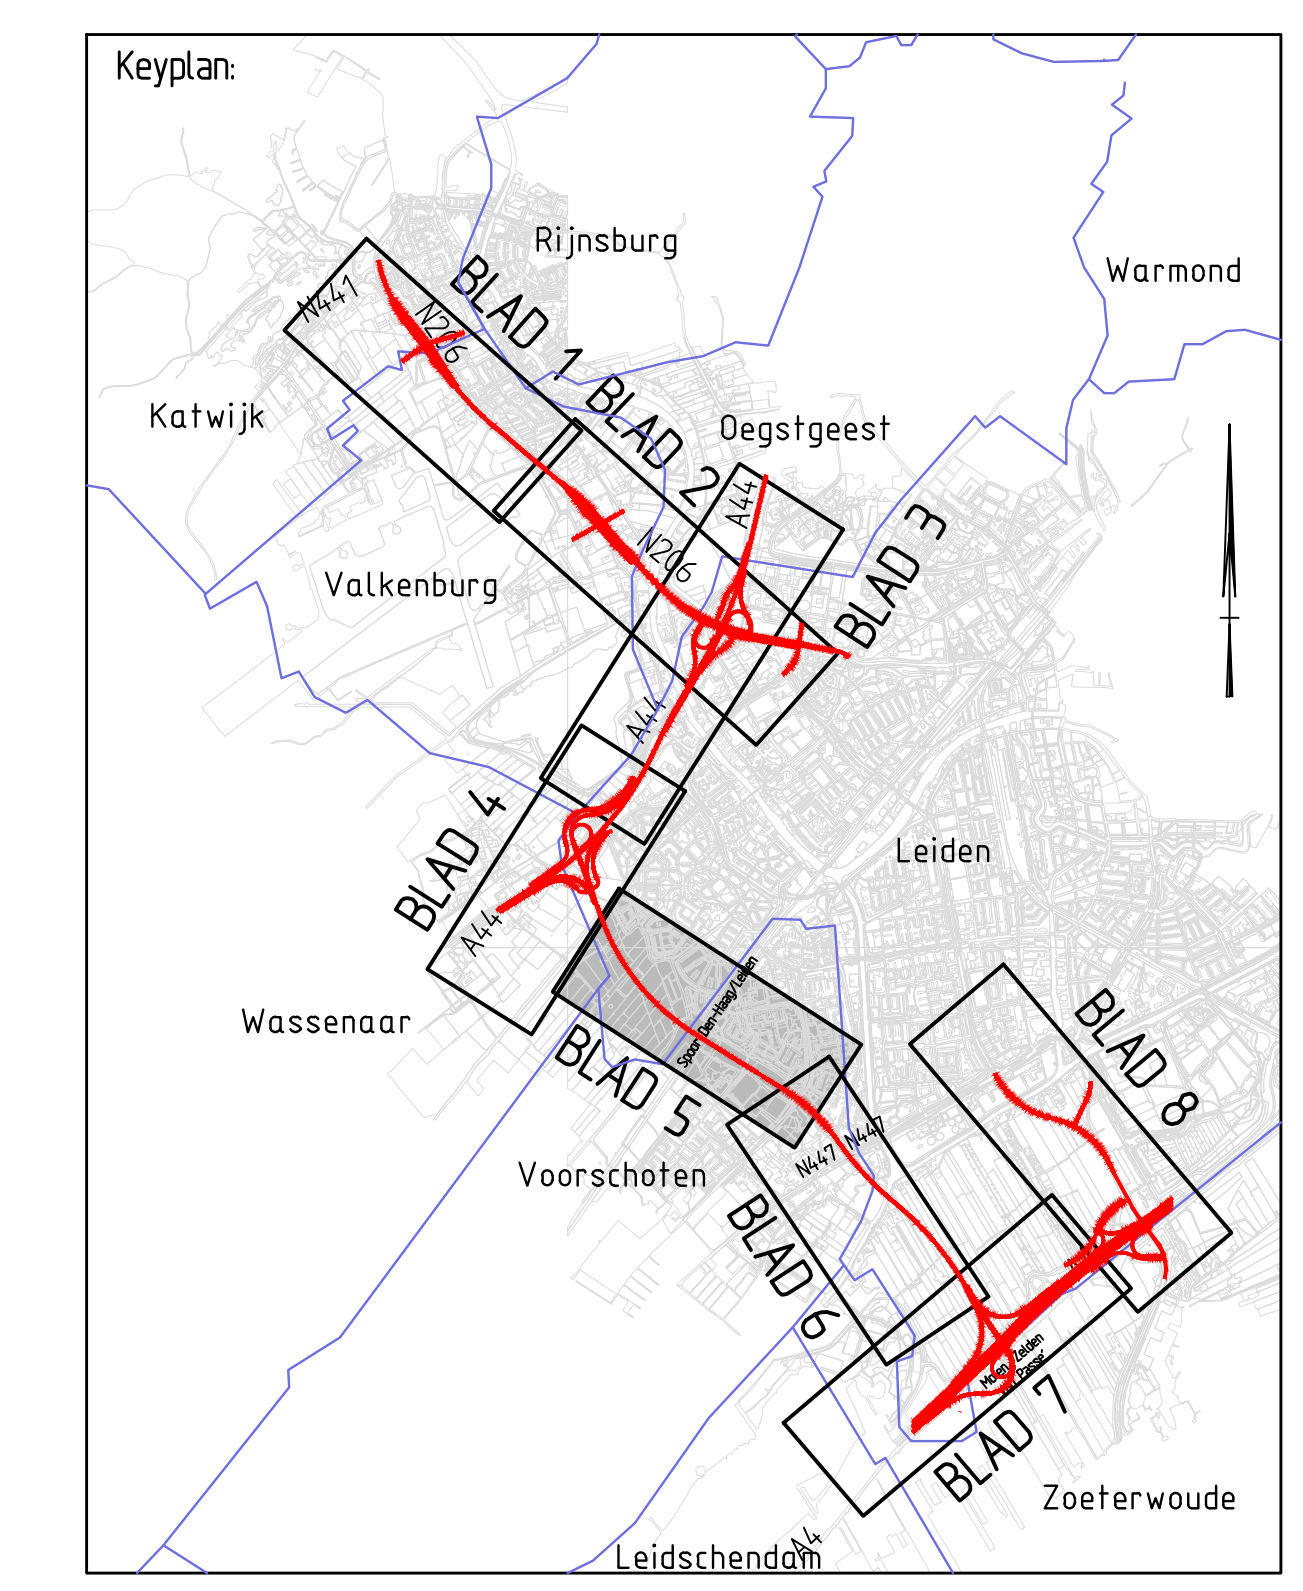 Keyplan:
Rijnsburg
Warmond
BLAD 1
N441
N206
Katwijk
BLAD 2
Oegstgeest
A44
BLAD 3
N206
Valkenburg
A44
BLAD 4
Leiden
A44
Spoor Den-Haag/Leiden
Wassenaar
BLAD 5
BLAD 8
N447
N447
Voorschoten
BLAD 6
Molen 'Zelden
Passe'
BLAD 7
Zoeterwoude
A4
Leidschendam